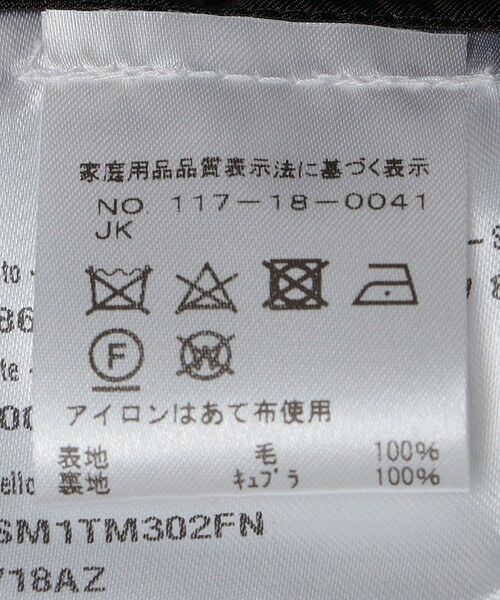 家庭用品品質表示法に基づく表示
NO. 117-18-0041
JK
F
W
アイロンはあて布使用
表地 毛 100%
裏地 キュプラ 100%
SM1TM302FN
718AZ